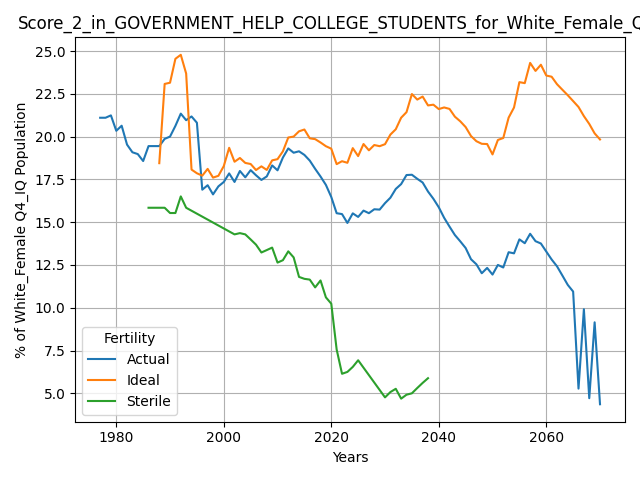 Score_2_in_GOVERNMENT_HELP_COLLEGE_STUDENTS_for_White_Female_Q
25.0
22.5
20.0
17.5
15.0
12.5
10.0
7.5
5.0
% of White_Female Q4_IQ Population
Fertility
Actual
Ideal
Sterile
1980
2000
2020
2040
2060
Years